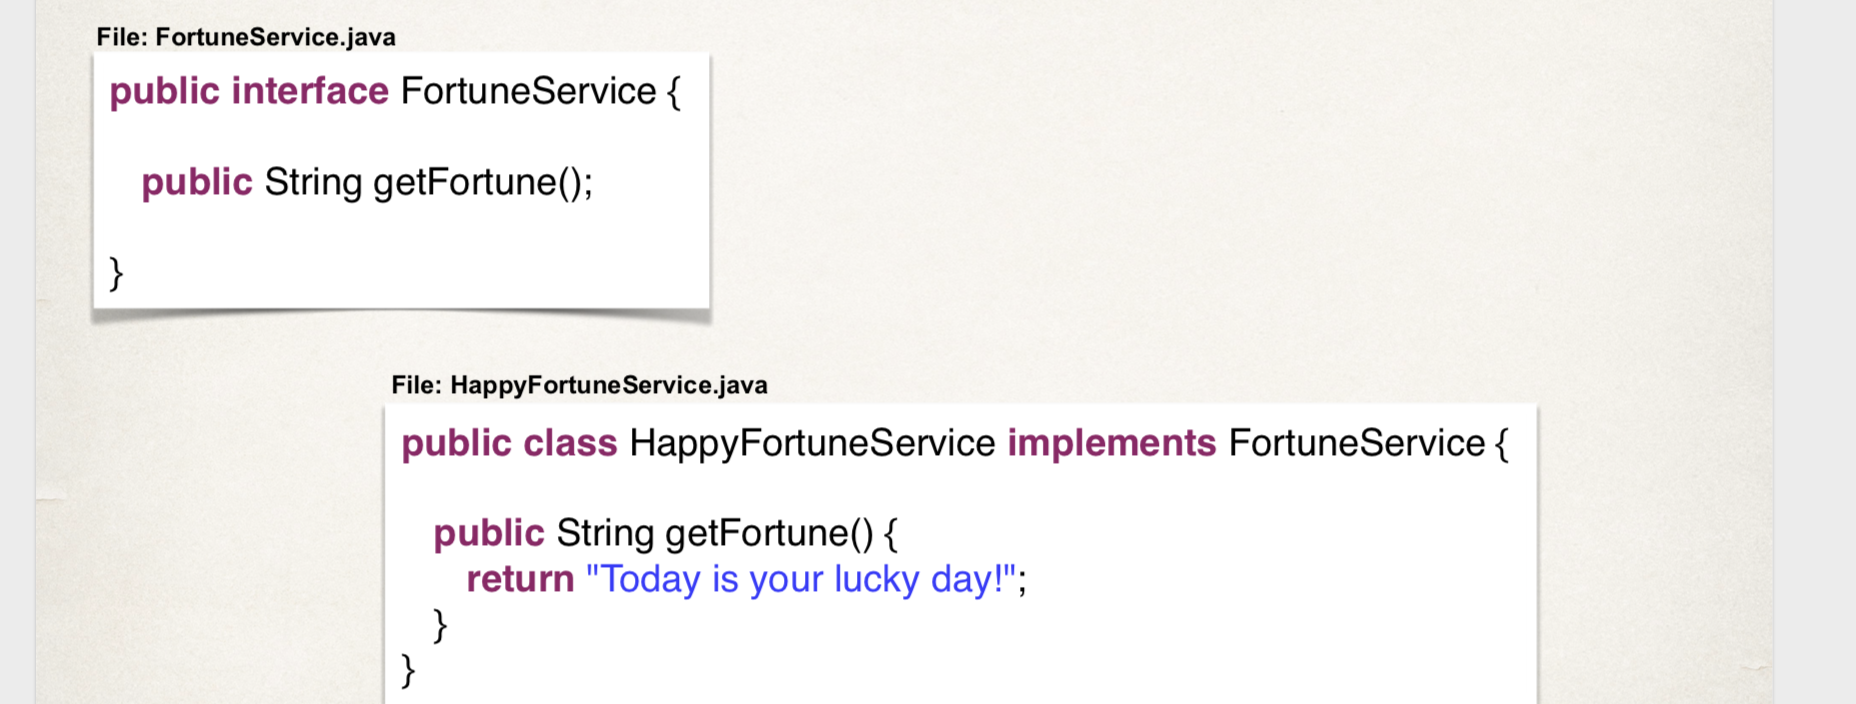 File: FortuneService.java
public interface FortuneService {
public String getFortune();
}
File: HappyFortuneService.java
public class HappyFortuneService implements FortuneService {
public String getFortune() {
return "Today is your lucky day!";
}
}